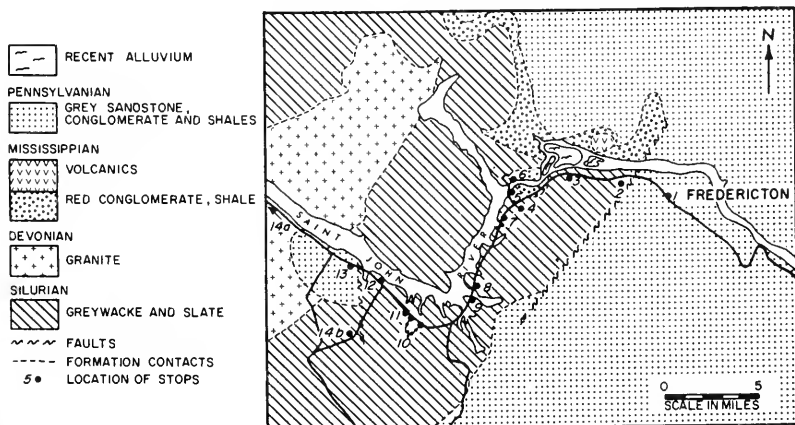 RECENT ALLUVIUM
PENNSYLVANIAN
GREY SANDSTONE,
CONGLOMERATE AND SHALES
MISSISSIPPIAN
VOLCANICS
RED CONGLOMERATE, SHALE
DEVONIAN
GRANITE
SILURIAN
GREYWACKE AND SLATE
FAULTS
FORMATION CONTACTS
5 LOCATION OF STOPS
N
6
3
2
1 FREDERICTON
4
7
14a
SAINT JOHN RIVER
13
12
8
9
11
10
14b
0 5
SCALE IN MILES